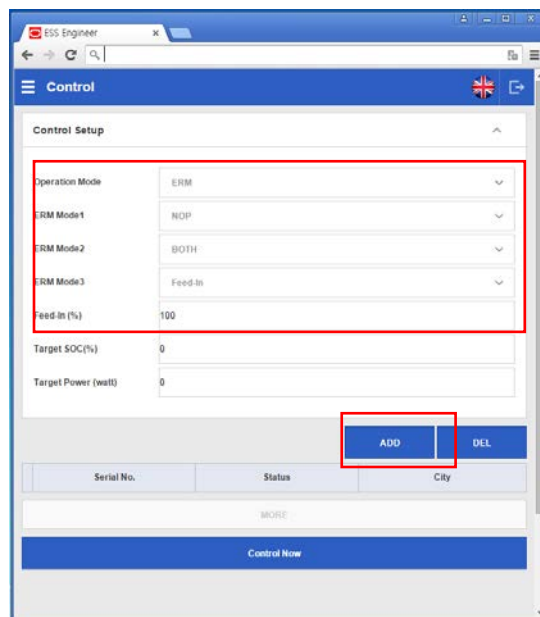 ESS Engineer
Control
Control Setup
Operation Mode ERM
ERM Mode1 NOP
ERM Mode2 BOTH
ERM Mode3 Feed-In
Feed-In (%) 100
Target SOC(%) 0
Target Power (watt) 0
ADD DEL
Serial No. Status City
MORE
Control Now